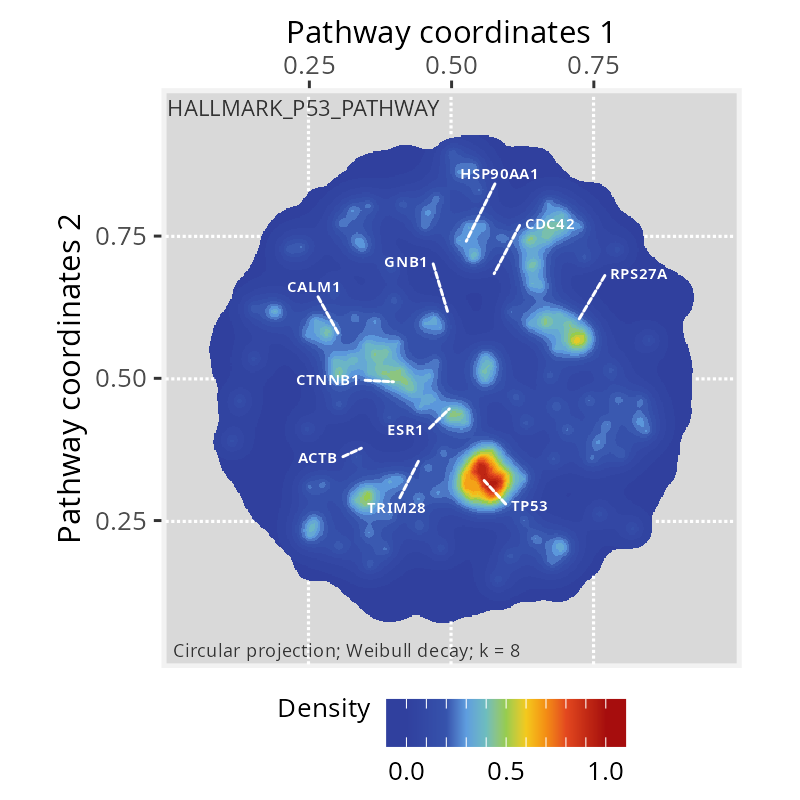 Pathway coordinates 1
0.25 0.50 0.75
HALLMARK_P53_PATHWAY
HSP90AA1
CDC42
GNB1
RPS27A
CALM1
CTNNB1
ESR1
ACTB
TRIM28
TP53
Pathway coordinates 2
0.75
0.50
0.25
Circular projection; Weibull decay; k = 8
Density
0.0 0.5 1.0